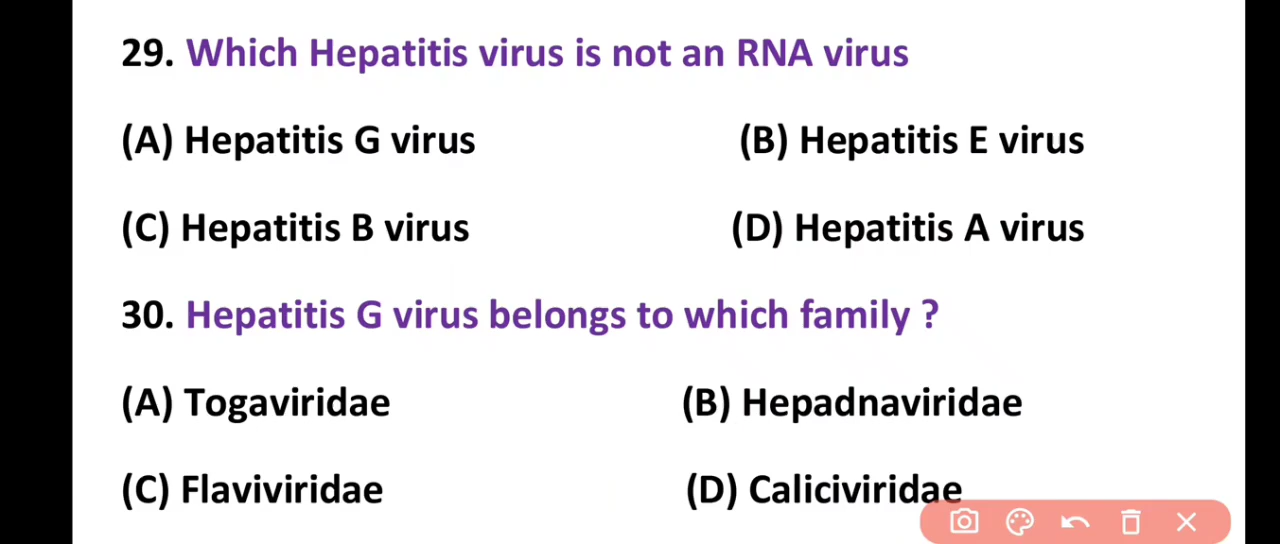 29. Which Hepatitis virus is not an RNA virus
(A) Hepatitis G virus (B) Hepatitis E virus
(C) Hepatitis B virus (D) Hepatitis A virus
30. Hepatitis G virus belongs to which family ?
(A) Togaviridae (B) Hepadnaviridae
(C) Flaviviridae (D) Caliciviridae